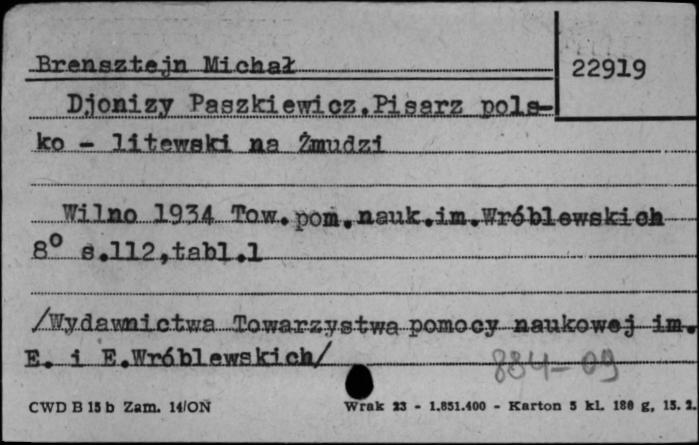 Brensztejn Michał
22919
Djonizy Paszkiewicz.Pisarz pols-
ko - litewski na Żmudzi
Wilno 1934 Tow.pom.nauk.im.Wróblewskich
8° s.112,tabl.1
/Wydawnictwa Towarzystwa pomocy naukowej im.
E. i E.Wróblewskich/
884-09
CWD B 15 b Zam. 14/ON
Wrak 23 - 1.851.400 - Karton 5 kl. 180 g, 15. 2.